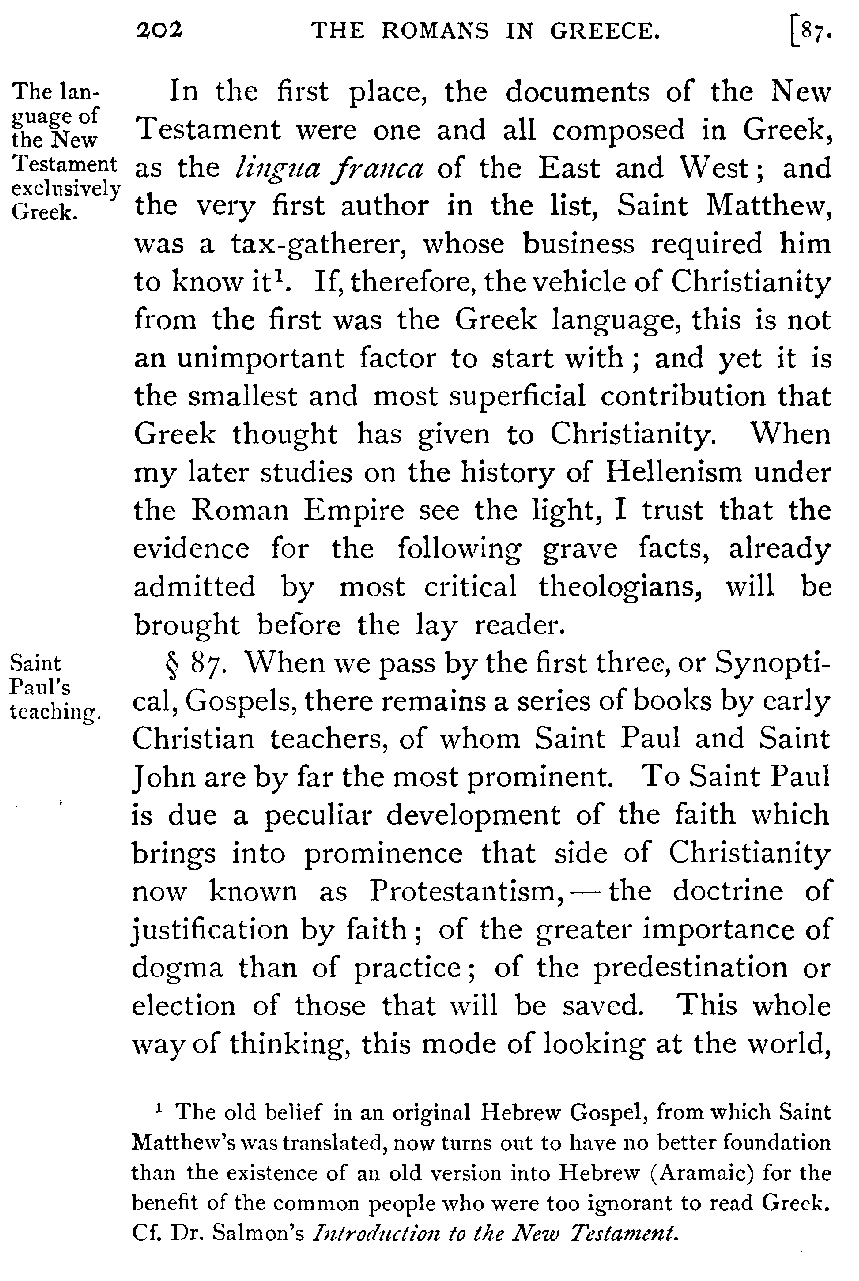 202 THE ROMANS IN GREECE. [87.
The lan-
guage of
the New
Testament
exclusively
Greek.
In the first place, the documents of the New
Testament were one and all composed in Greek,
as the lingua franca of the East and West; and
the very first author in the list, Saint Matthew,
was a tax-gatherer, whose business required him
to know it¹. If, therefore, the vehicle of Christianity
from the first was the Greek language, this is not
an unimportant factor to start with; and yet it is
the smallest and most superficial contribution that
Greek thought has given to Christianity. When
my later studies on the history of Hellenism under
the Roman Empire see the light, I trust that the
evidence for the following grave facts, already
admitted by most critical theologians, will be
brought before the lay reader.
Saint
Paul's
teaching.
§ 87. When we pass by the first three, or Synopti-
cal, Gospels, there remains a series of books by early
Christian teachers, of whom Saint Paul and Saint
John are by far the most prominent. To Saint Paul
is due a peculiar development of the faith which
brings into prominence that side of Christianity
now known as Protestantism,—the doctrine of
justification by faith; of the greater importance of
dogma than of practice; of the predestination or
election of those that will be saved. This whole
way of thinking, this mode of looking at the world,
¹ The old belief in an original Hebrew Gospel, from which Saint
Matthew's was translated, now turns out to have no better foundation
than the existence of an old version into Hebrew (Aramaic) for the
benefit of the common people who were too ignorant to read Greek.
Cf. Dr. Salmon's Introduction to the New Testament.